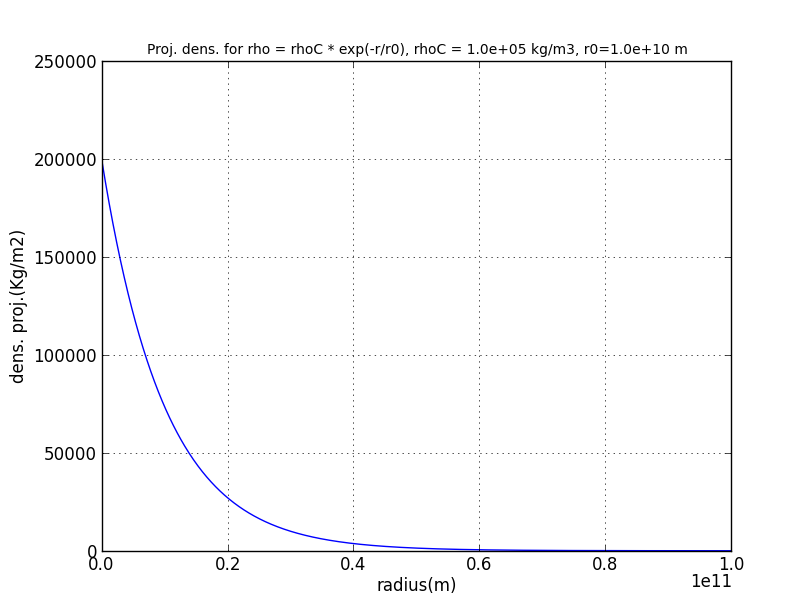 Proj. dens. for rho = rhoC * exp(-r/r0), rhoC = 1.0e+05 kg/m3, r0=1.0e+10 m
250000
200000
150000
100000
50000
0
dens. proj.(Kg/m2)
0.0 0.2 0.4 0.6 0.8 1.0
1e11
radius(m)